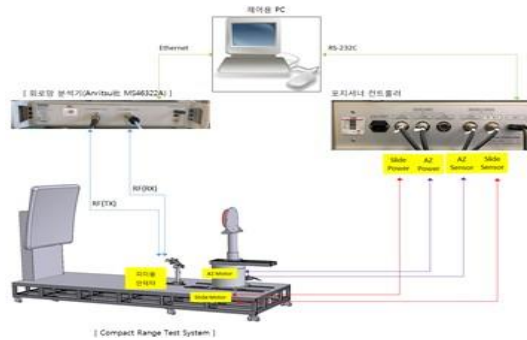 제어용 PC
Ethernet
RS-232C
[ 회로망 분석기(Anritsu社 MS46322A) ]
포지셔너 컨트롤러
Slide Power
AZ Power
AZ Sensor
Slide Sensor
RF(TX)
RF(RX)
AZ Motor
Slide Motor
[ Compact Range Test System ]